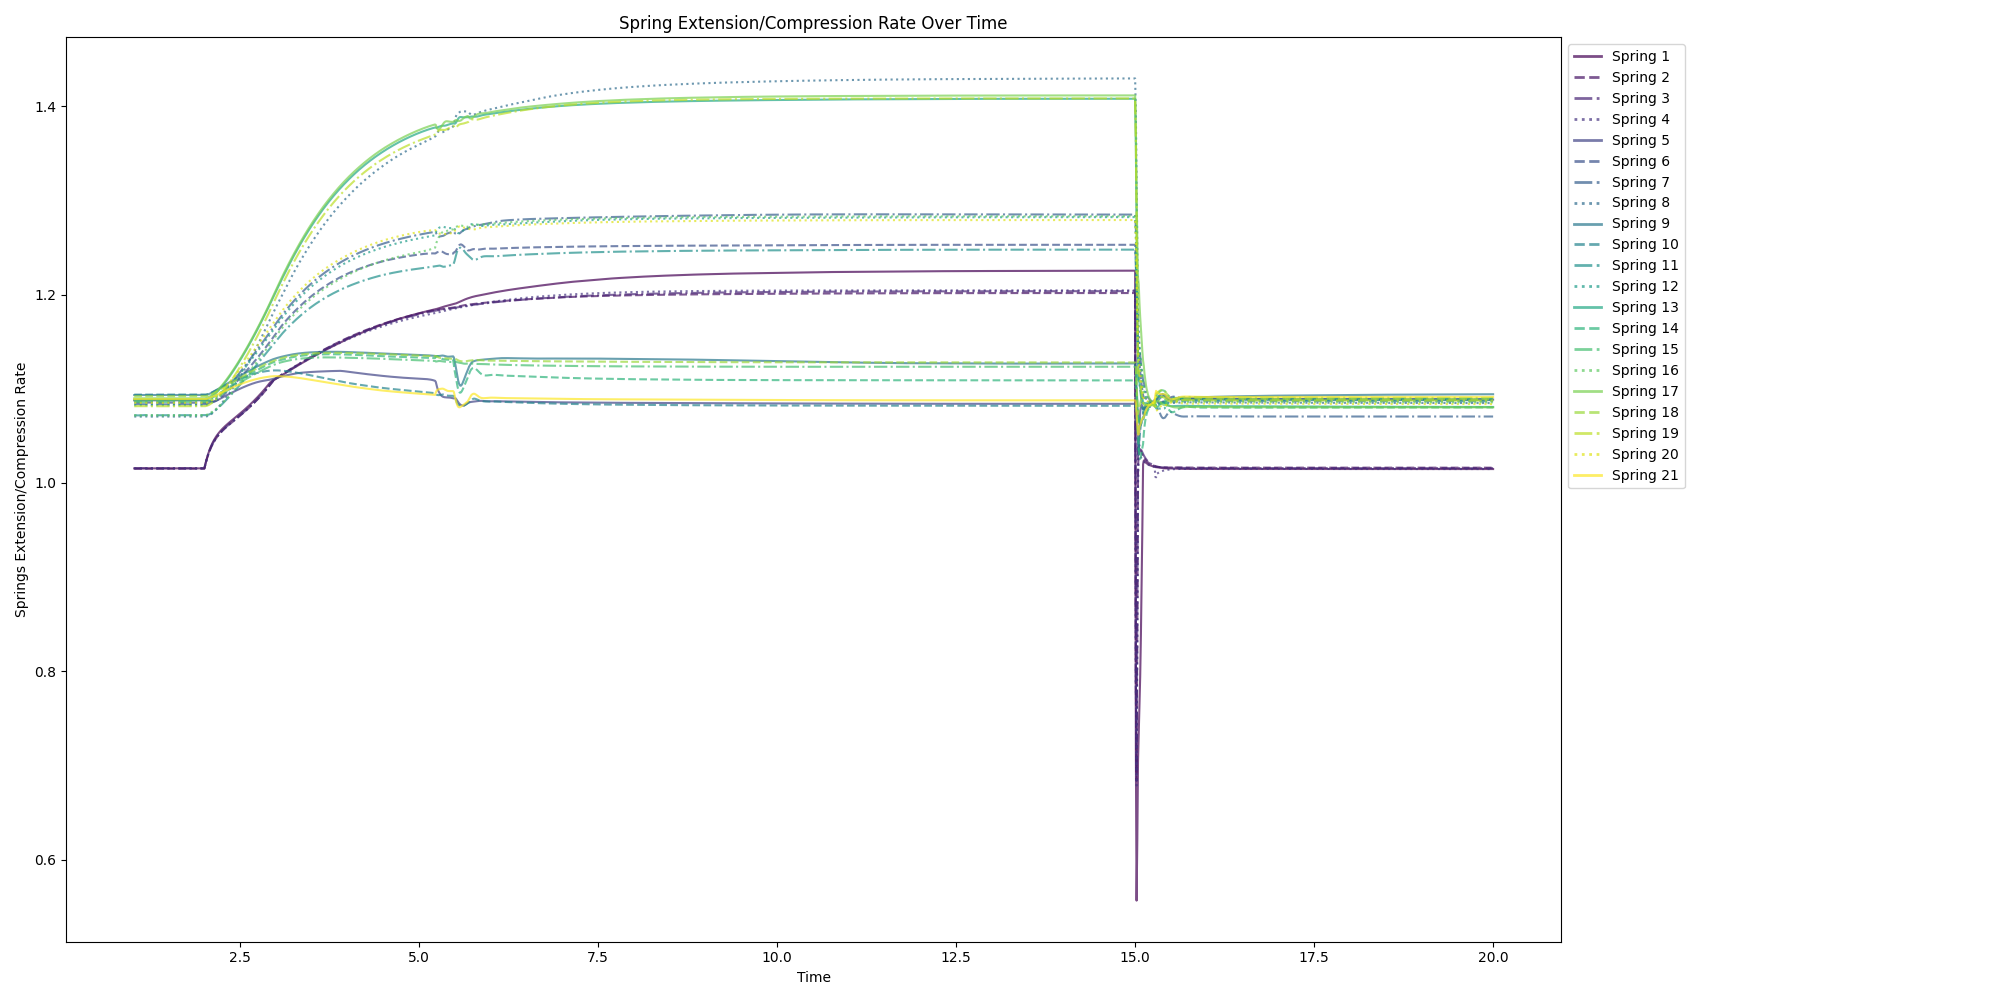 Spring Extension/Compression Rate Over Time
Springs Extension/Compression Rate
1.4
1.2
1.0
0.8
0.6
2.5
5.0
7.5
10.0
12.5
15.0
17.5
20.0
Time
Spring 1
Spring 2
Spring 3
Spring 4
Spring 5
Spring 6
Spring 7
Spring 8
Spring 9
Spring 10
Spring 11
Spring 12
Spring 13
Spring 14
Spring 15
Spring 16
Spring 17
Spring 18
Spring 19
Spring 20
Spring 21